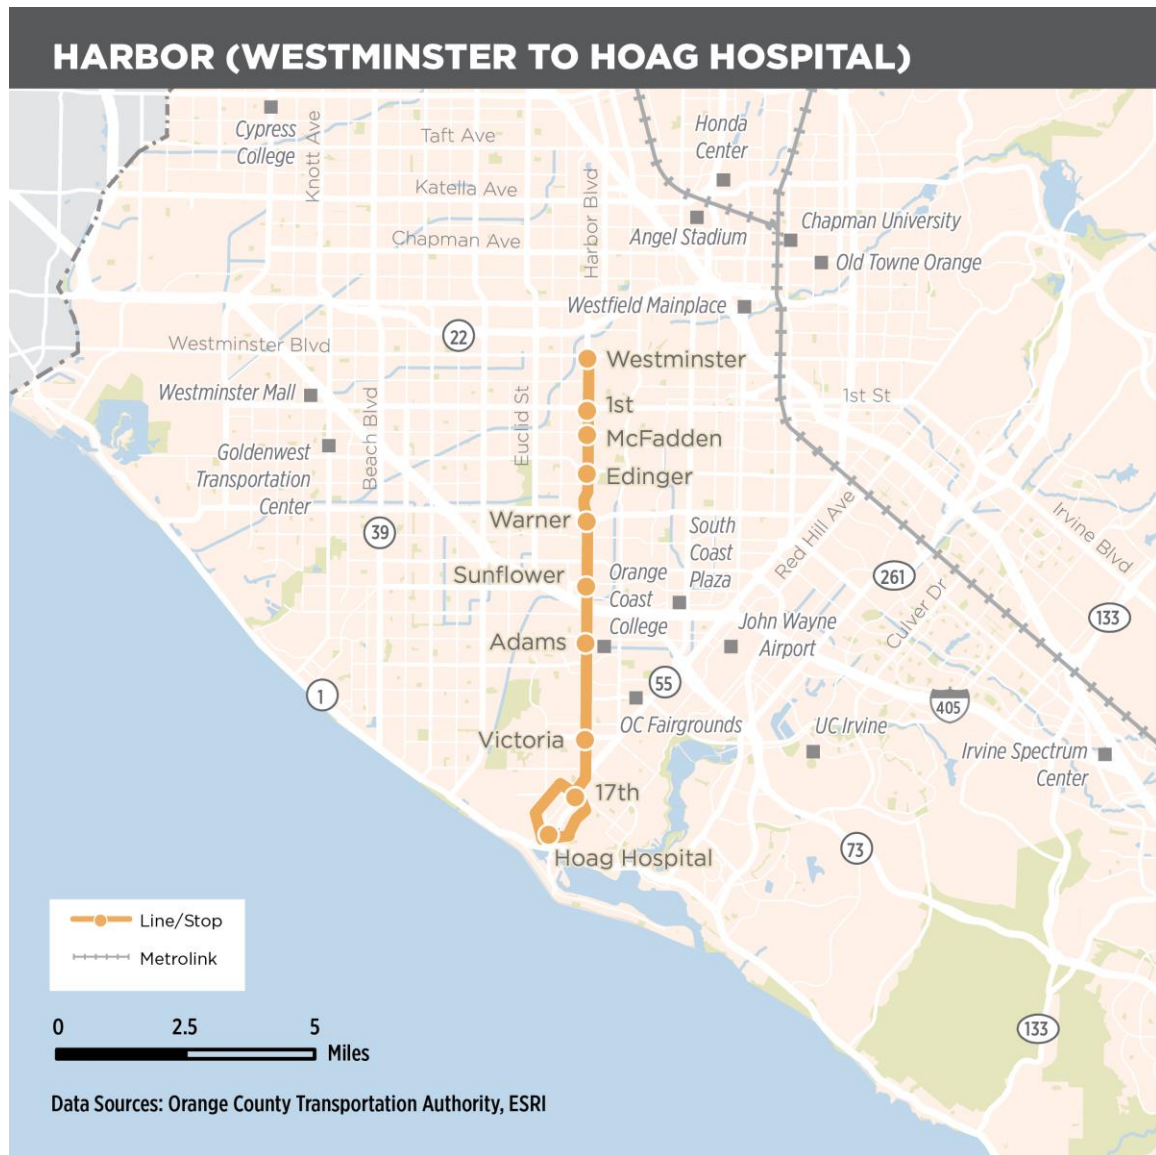 HARBOR (WESTMINSTER TO HOAG HOSPITAL)
Cypress
College
Knott Ave
Taft Ave
Katella Ave
Chapman Ave
Harbor Blvd
Honda
Center
Angel Stadium
Chapman University
Old Towne Orange
Westfield Mainplace
22
Westminster Blvd
Westminster
Westminster Mall
Beach Blvd
Euclid St
1st
1st St
McFadden
Goldenwest
Transportation
Center
Edinger
Warner
39
South
Coast
Plaza
Red Hill Ave
Irvine Blvd
Sunflower
Orange
Coast
College
261
Culver Dr
133
Adams
John Wayne
Airport
55
1
405
OC Fairgrounds
UC Irvine
Victoria
Irvine Spectrum
Center
17th
Hoag Hospital
73
Line/Stop
Metrolink
133
0 2.5 5
Miles
Data Sources: Orange County Transportation Authority, ESRI